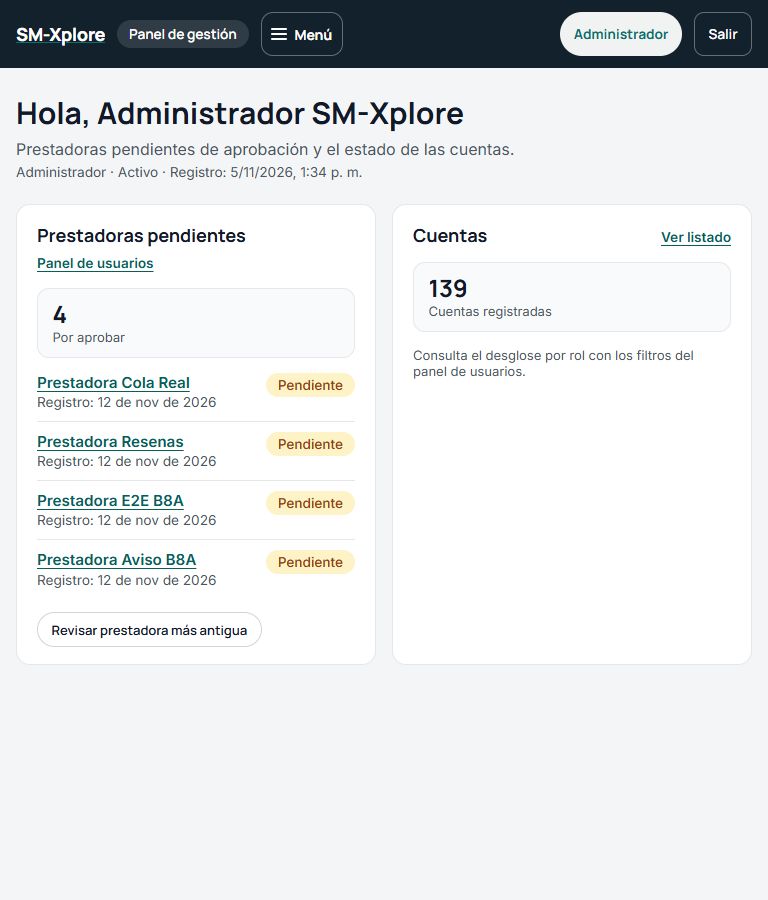 SM-Xplore
Panel de gestión
Menú
Administrador
Salir
Hola, Administrador SM-Xplore
Prestadoras pendientes de aprobación y el estado de las cuentas.
Administrador · Activo · Registro: 5/11/2026, 1:34 p. m.
Prestadoras pendientes
Panel de usuarios
4
Por aprobar
Prestadora Cola Real
Pendiente
Registro: 12 de nov de 2026
Prestadora Resenas
Pendiente
Registro: 12 de nov de 2026
Prestadora E2E B8A
Pendiente
Registro: 12 de nov de 2026
Prestadora Aviso B8A
Pendiente
Registro: 12 de nov de 2026
Revisar prestadora más antigua
Cuentas
Ver listado
139
Cuentas registradas
Consulta el desglose por rol con los filtros del
panel de usuarios.